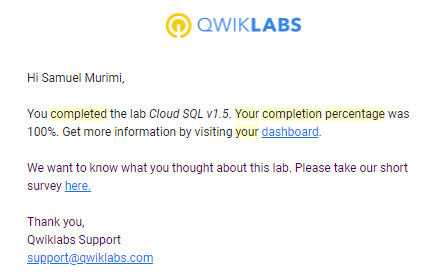 QWIKLABS
Hi Samuel Murimi,
You completed the lab Cloud SQL v1.5. Your completion percentage was
100%. Get more information by visiting your dashboard.
We want to know what you thought about this lab. Please take our short
survey here.
Thank you,
Qwiklabs Support
support@qwiklabs.com